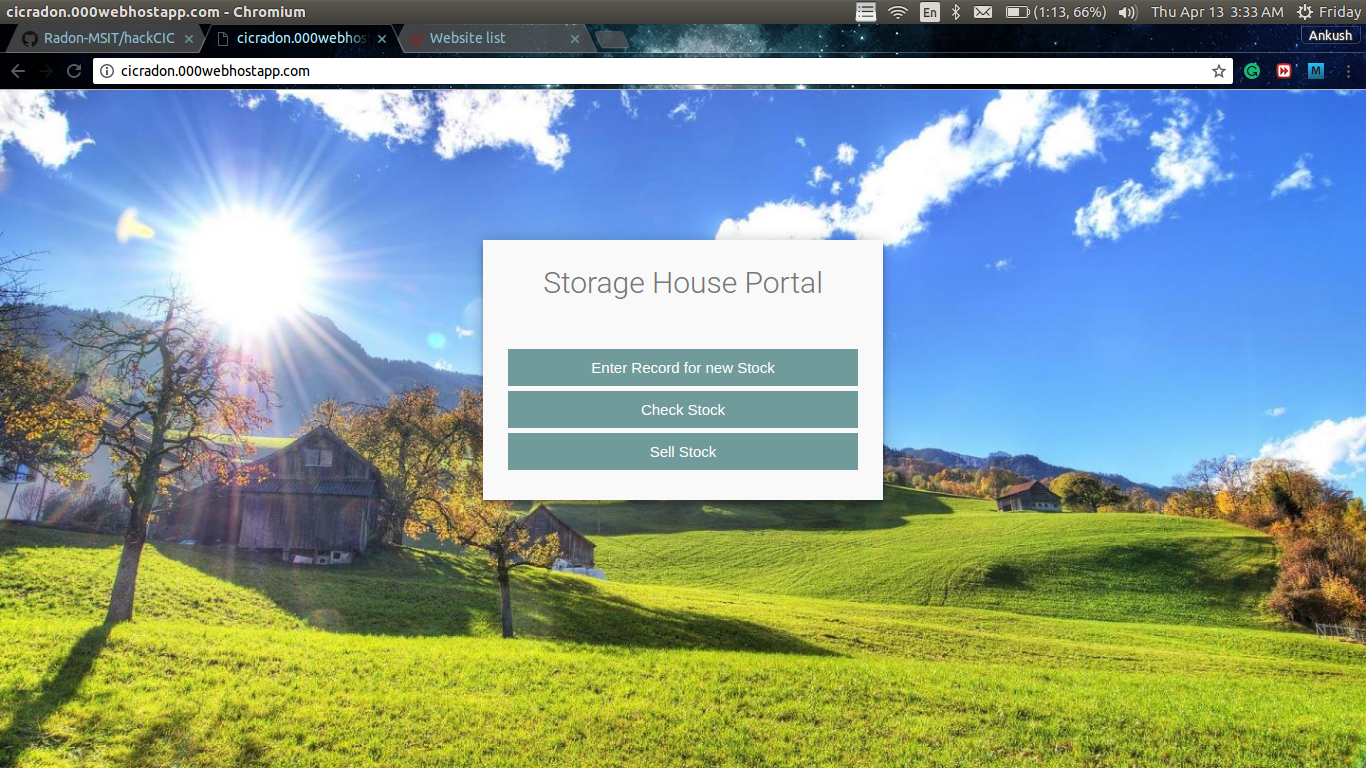 cicradon.000webhostapp.com - Chromium
En
(1:13, 66%)
Thu Apr 13 3:33 AM
Friday
Radon-MSIT/hackCIC
cicradon.000webhos
Website list
Ankush
cicradon.000webhostapp.com
M
Storage House Portal
Enter Record for new Stock
Check Stock
Sell Stock